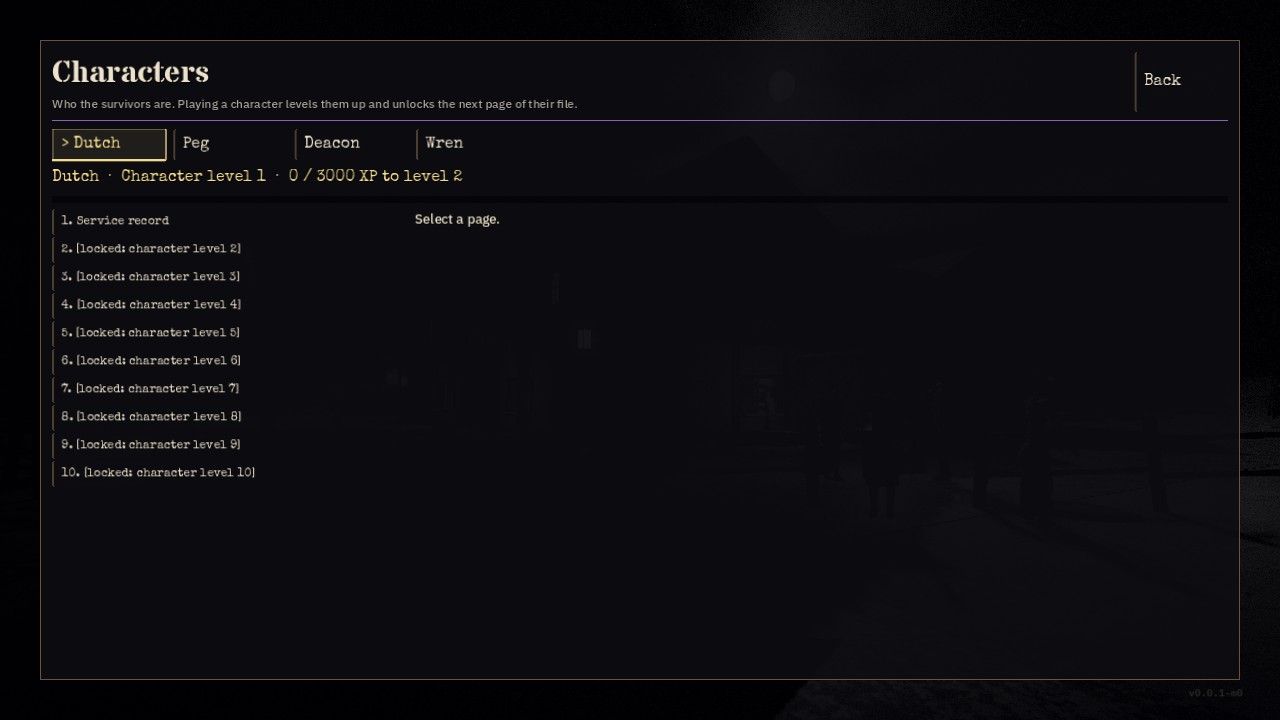 Characters
Back
Who the survivors are. Playing a character levels them up and unlocks the next page of their file.
> Dutch
Peg
Deacon
Wren
Dutch · Character level 1 · 0 / 3000 XP to level 2
1. Service record
Select a page.
2. [locked: character level 2]
3. [locked: character level 3]
4. [locked: character level 4]
5. [locked: character level 5]
6. [locked: character level 6]
7. [locked: character level 7]
8. [locked: character level 8]
9. [locked: character level 9]
10. [locked: character level 10]
v0.0.1-m0